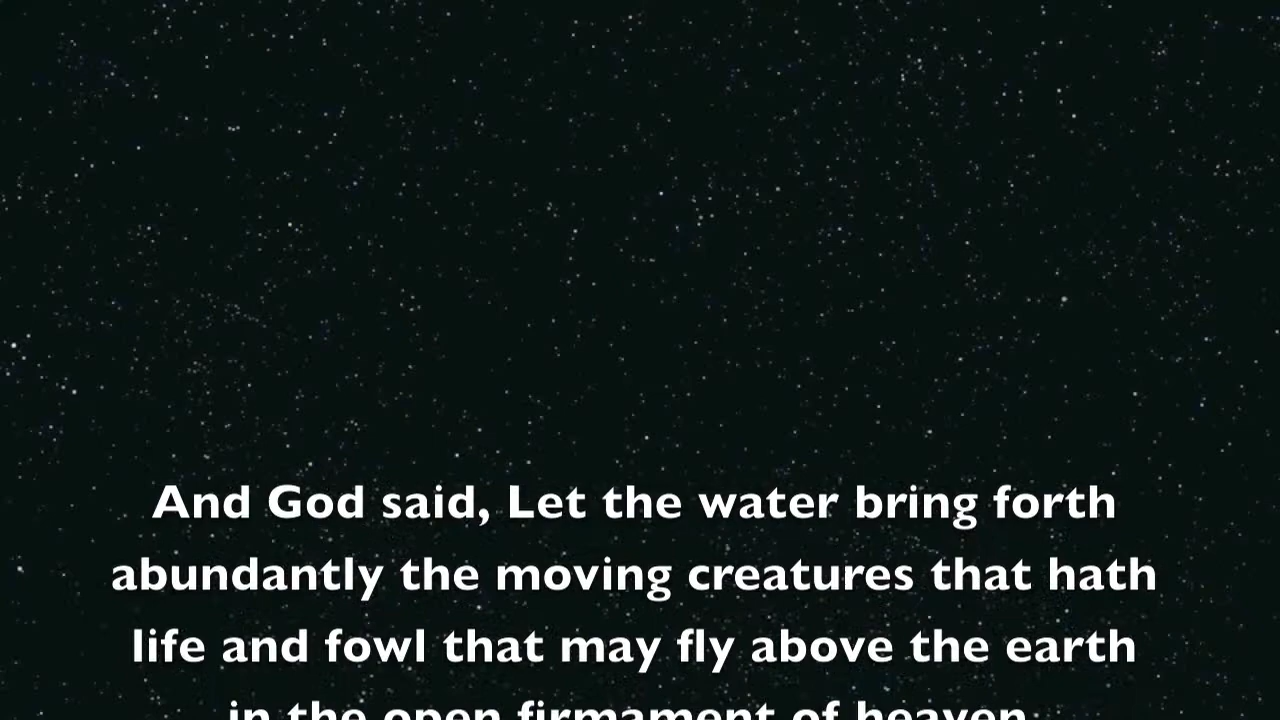 And God said, Let the water bring forth
abundantly the moving creatures that hath
life and fowl that may fly above the earth
in the open firmament of heaven.